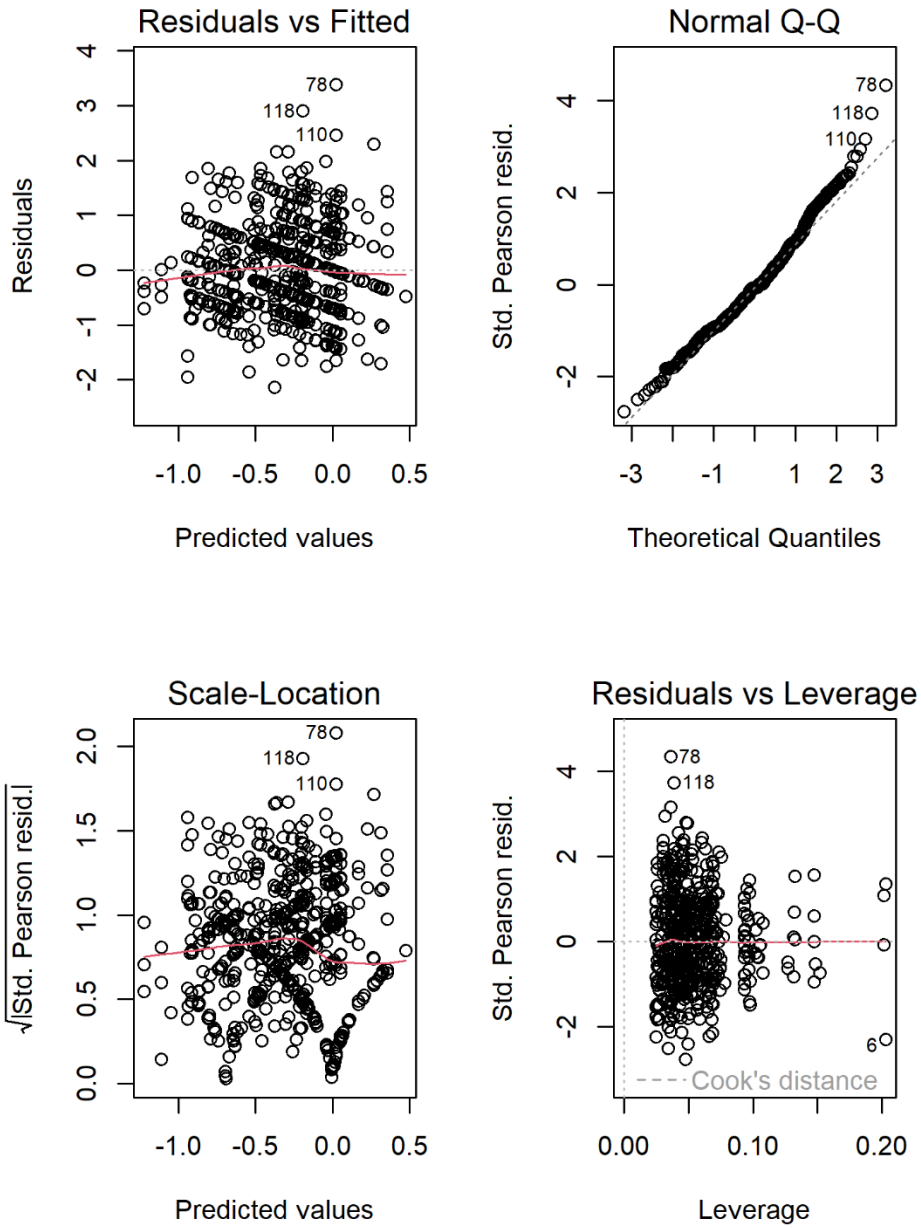 Residuals vs Fitted
Residuals
4
3
2
1
0
-1
-2
78
118
110
-1.0 -0.5 0.0 0.5
Predicted values
Normal Q-Q
Std. Pearson resid.
4
2
0
-2
78
118
110
-3 -1 1 2 3
Theoretical Quantiles
Scale-Location
√|Std. Pearson resid.|
2.0
1.5
1.0
0.5
0.0
78
118
110
-1.0 -0.5 0.0 0.5
Predicted values
Residuals vs Leverage
Std. Pearson resid.
4
2
0
-2
78
118
6
Cook's distance
0.00 0.10 0.20
Leverage